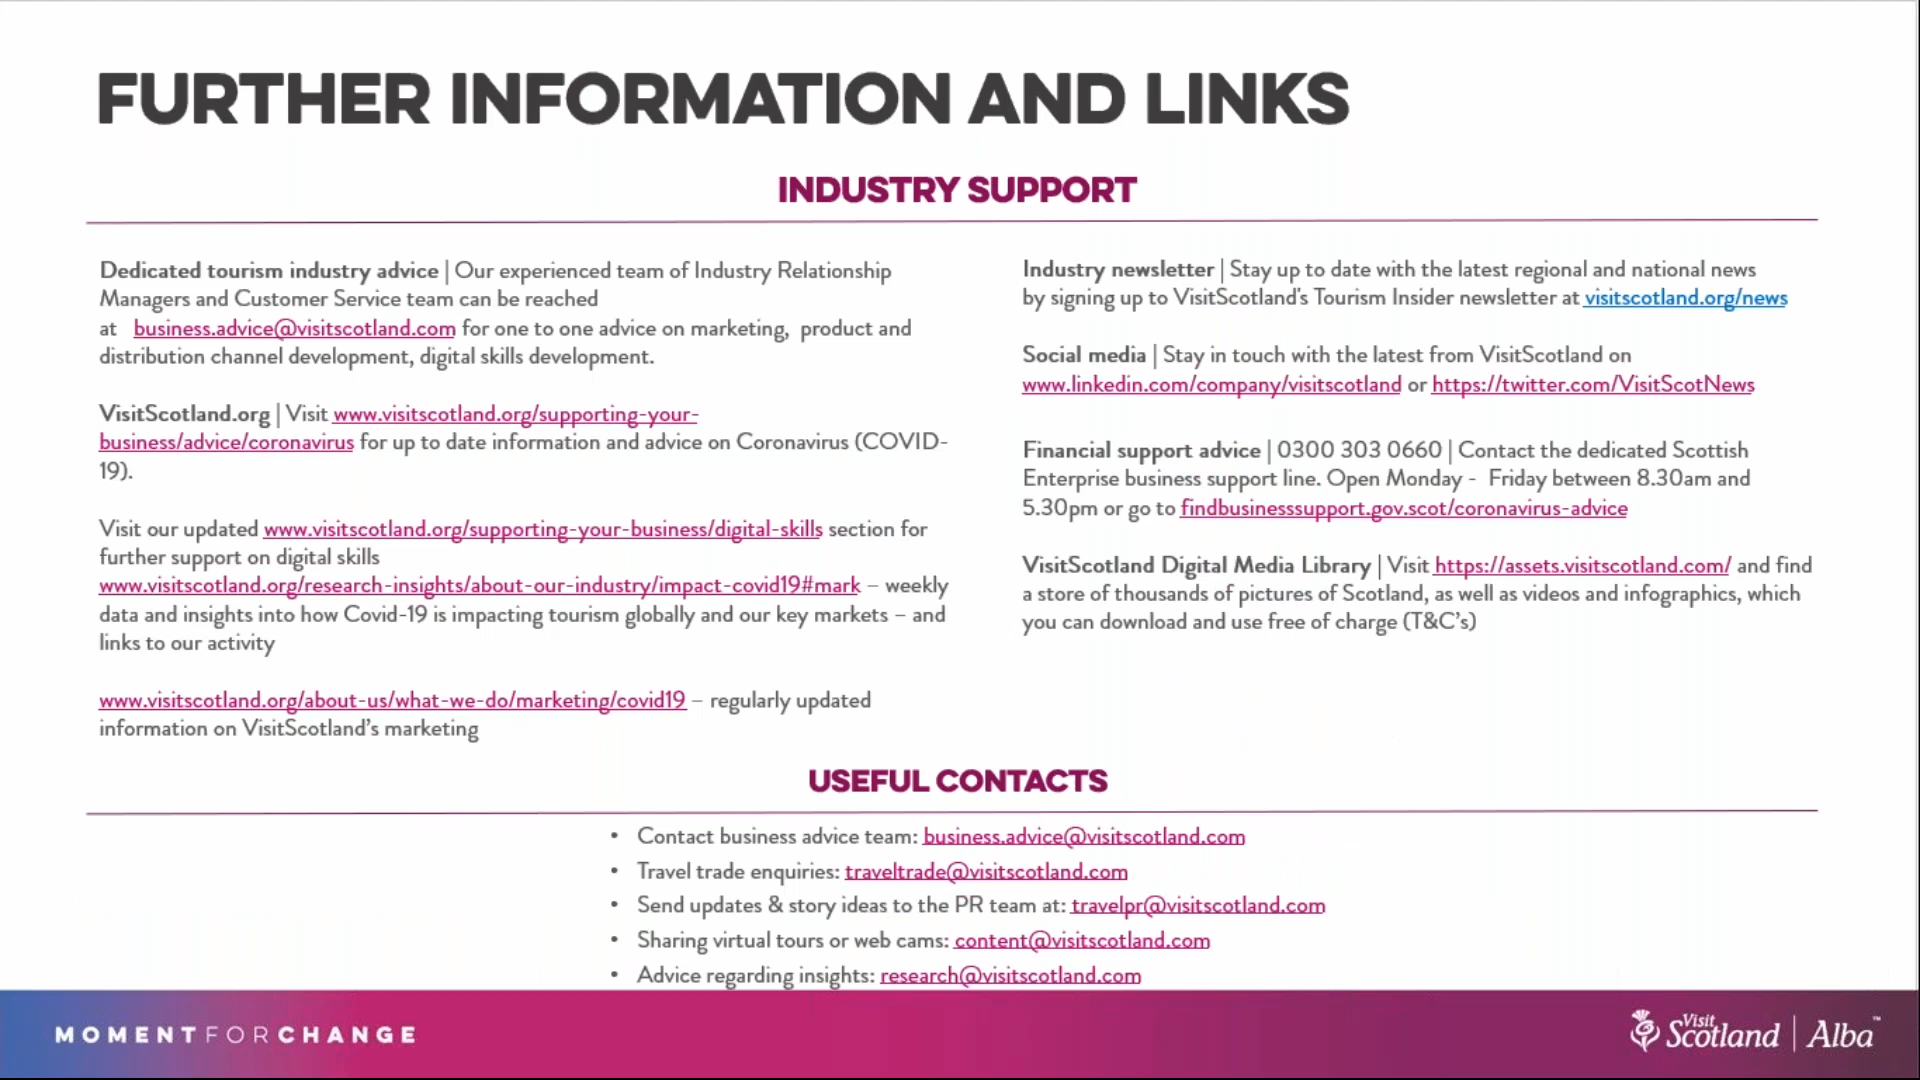 FURTHER INFORMATION AND LINKS
INDUSTRY SUPPORT
Dedicated tourism industry advice | Our experienced team of Industry Relationship
Managers and Customer Service team can be reached
at business.advice@visitscotland.com for one to one advice on marketing, product and
distribution channel development, digital skills development.
VisitScotland.org | Visit www.visitscotland.org/supporting-your-
business/advice/coronavirus for up to date information and advice on Coronavirus (COVID-
19).
Visit our updated www.visitscotland.org/supporting-your-business/digital-skills section for
further support on digital skills
www.visitscotland.org/research-insights/about-our-industry/impact-covid19#mark – weekly
data and insights into how Covid-19 is impacting tourism globally and our key markets – and
links to our activity
www.visitscotland.org/about-us/what-we-do/marketing/covid19 – regularly updated
information on VisitScotland’s marketing
Industry newsletter | Stay up to date with the latest regional and national news
by signing up to VisitScotland's Tourism Insider newsletter at visitscotland.org/news
Social media | Stay in touch with the latest from VisitScotland on
www.linkedin.com/company/visitscotland or https://twitter.com/VisitScotNews
Financial support advice | 0300 303 0660 | Contact the dedicated Scottish
Enterprise business support line. Open Monday - Friday between 8.30am and
5.30pm or go to findbusinesssupport.gov.scot/coronavirus-advice
VisitScotland Digital Media Library | Visit https://assets.visitscotland.com/ and find
a store of thousands of pictures of Scotland, as well as videos and infographics, which
you can download and use free of charge (T&C’s)
USEFUL CONTACTS
• Contact business advice team: business.advice@visitscotland.com
• Travel trade enquiries: traveltrade@visitscotland.com
• Send updates & story ideas to the PR team at: travelpr@visitscotland.com
• Sharing virtual tours or web cams: content@visitscotland.com
• Advice regarding insights: research@visitscotland.com
MOMENTFORCHANGE
Visit
Scotland | Alba™